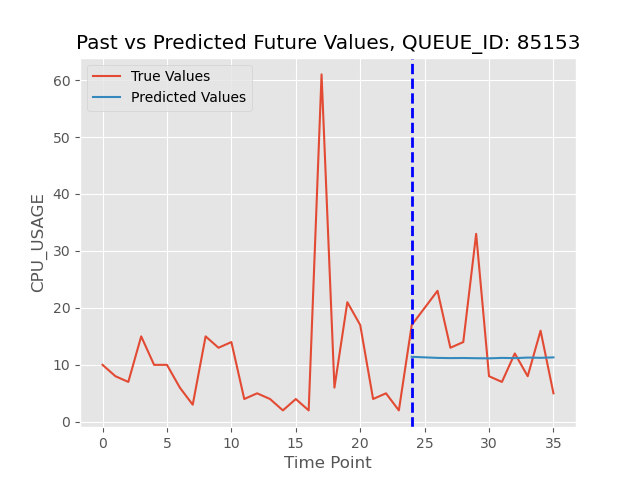 Past vs Predicted Future Values, QUEUE_ID: 85153
True Values
Predicted Values
CPU_USAGE
60
50
40
30
20
10
0
0 5 10 15 20 25 30 35
Time Point